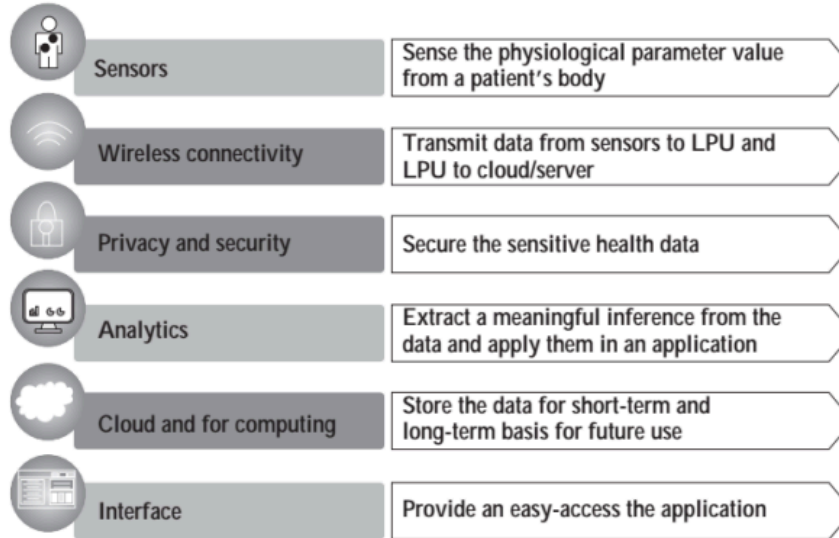 Sensors
Sense the physiological parameter value
from a patient's body
Wireless connectivity
Transmit data from sensors to LPU and
LPU to cloud/server
Privacy and security
Secure the sensitive health data
Analytics
Extract a meaningful inference from the
data and apply them in an application
Cloud and for computing
Store the data for short-term and
long-term basis for future use
Interface
Provide an easy-access the application